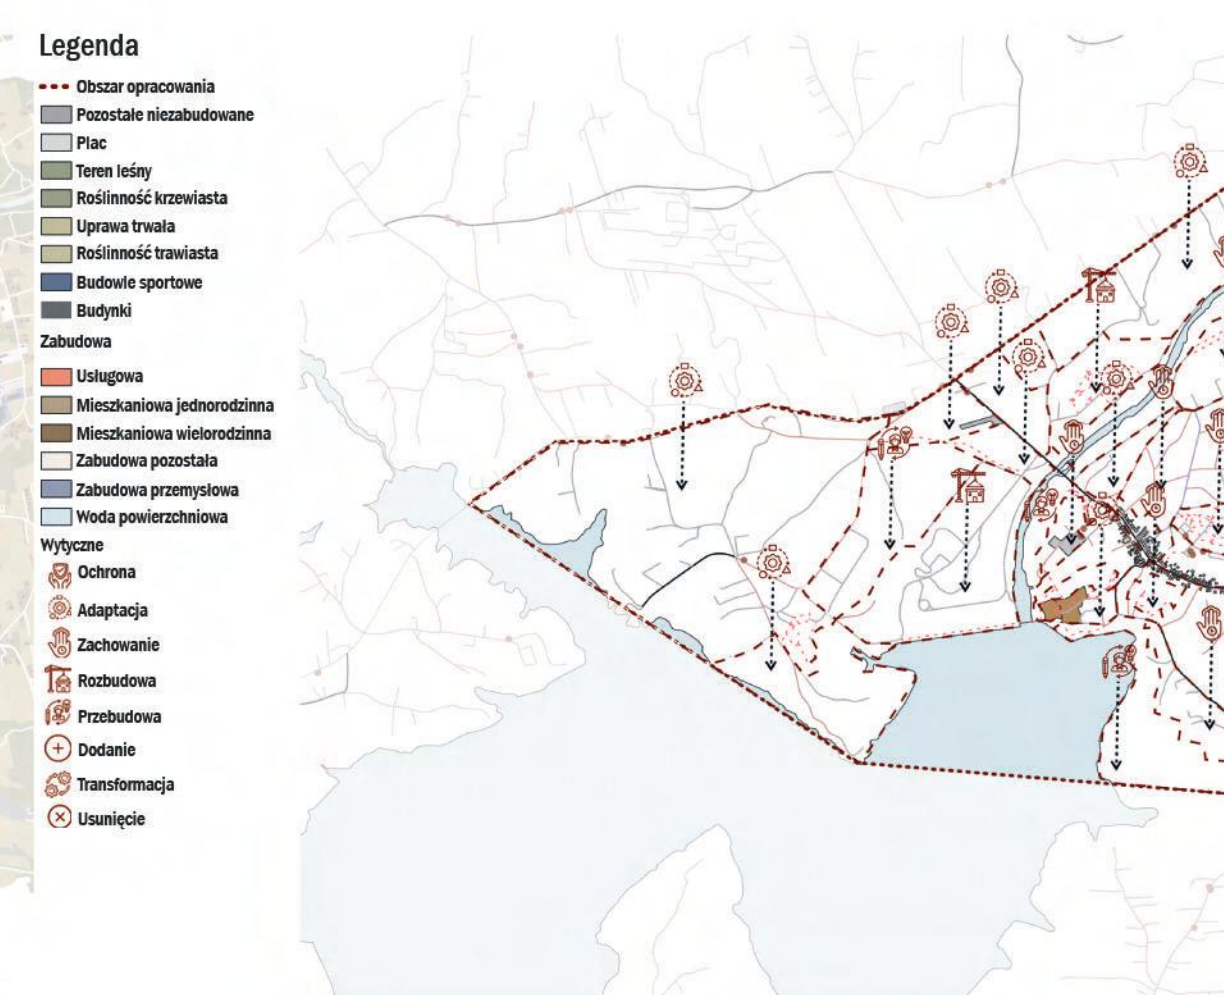 Legenda
Obszar opracowania
Pozostałe niezabudowane
Plac
Teren leśny
Roślinność krzewiasta
Uprawa trwała
Roślinność trawiasta
Budowle sportowe
Budynki
Zabudowa
Usługowa
Mieszkaniowa jednorodzinna
Mieszkaniowa wielorodzinna
Zabudowa pozostała
Zabudowa przemysłowa
Woda powierzchniowa
Wytyczne
Ochrona
Adaptacja
Zachowanie
Rozbudowa
Przebudowa
Dodanie
Transformacja
Usunięcie